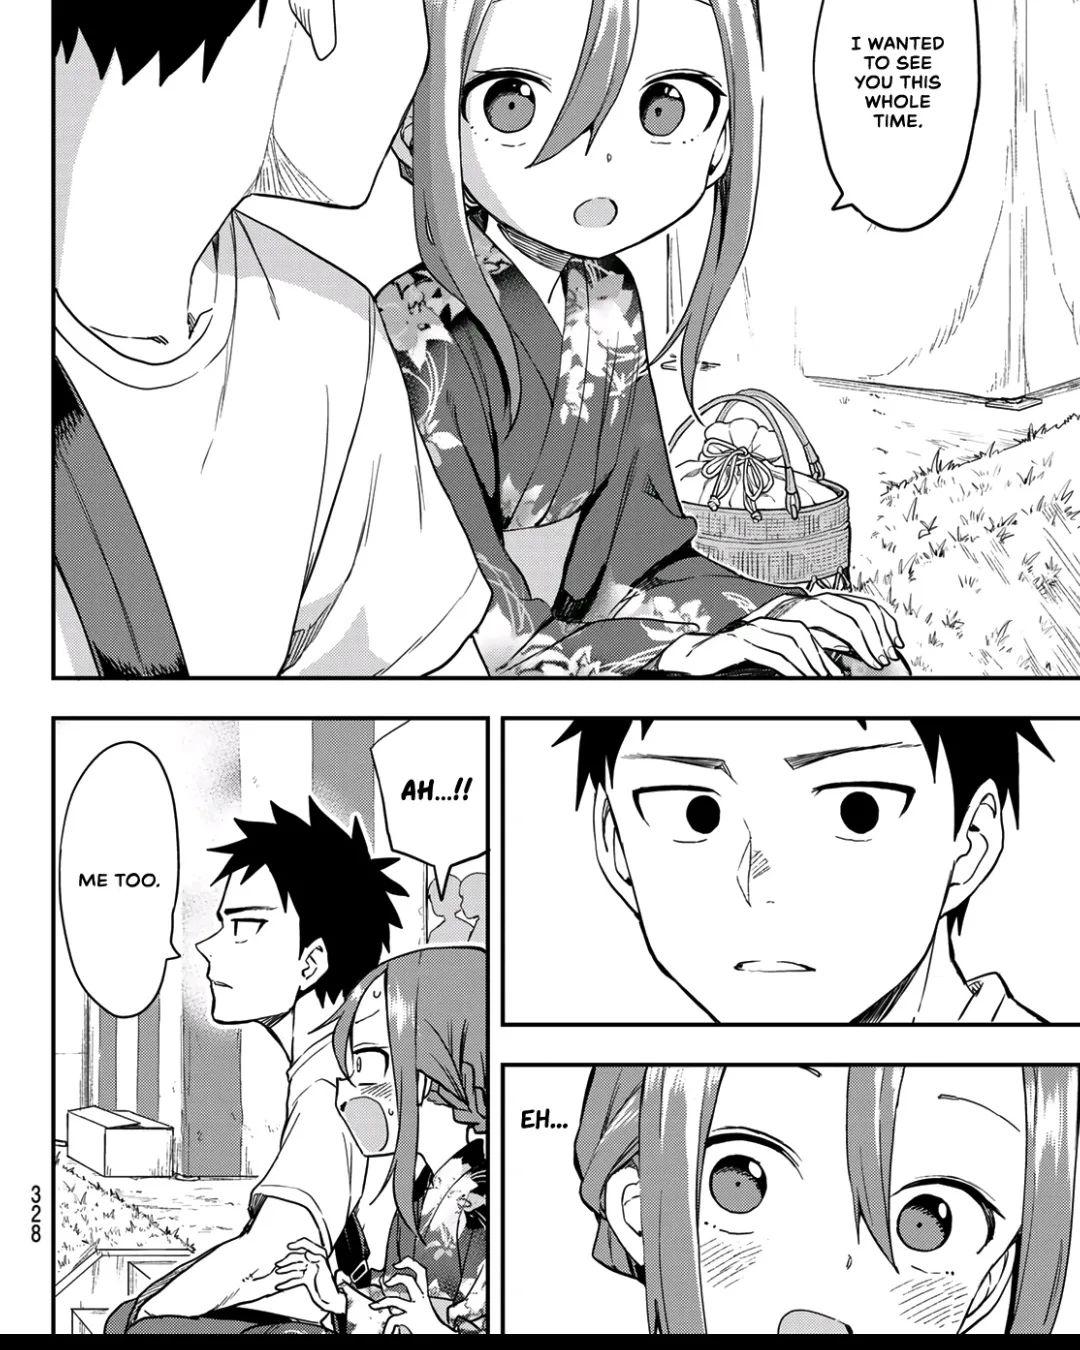 I WANTED
TO SEE
YOU THIS
WHOLE
TIME.
EH...
AH...!!
ME TOO.
328